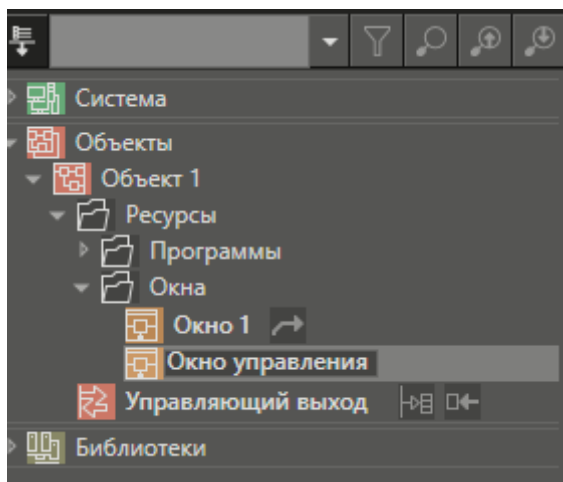 Система
Объекты
Объект 1
Ресурсы
Программы
Окна
Окно 1
Окно управления
Управляющий выход
Библиотеки